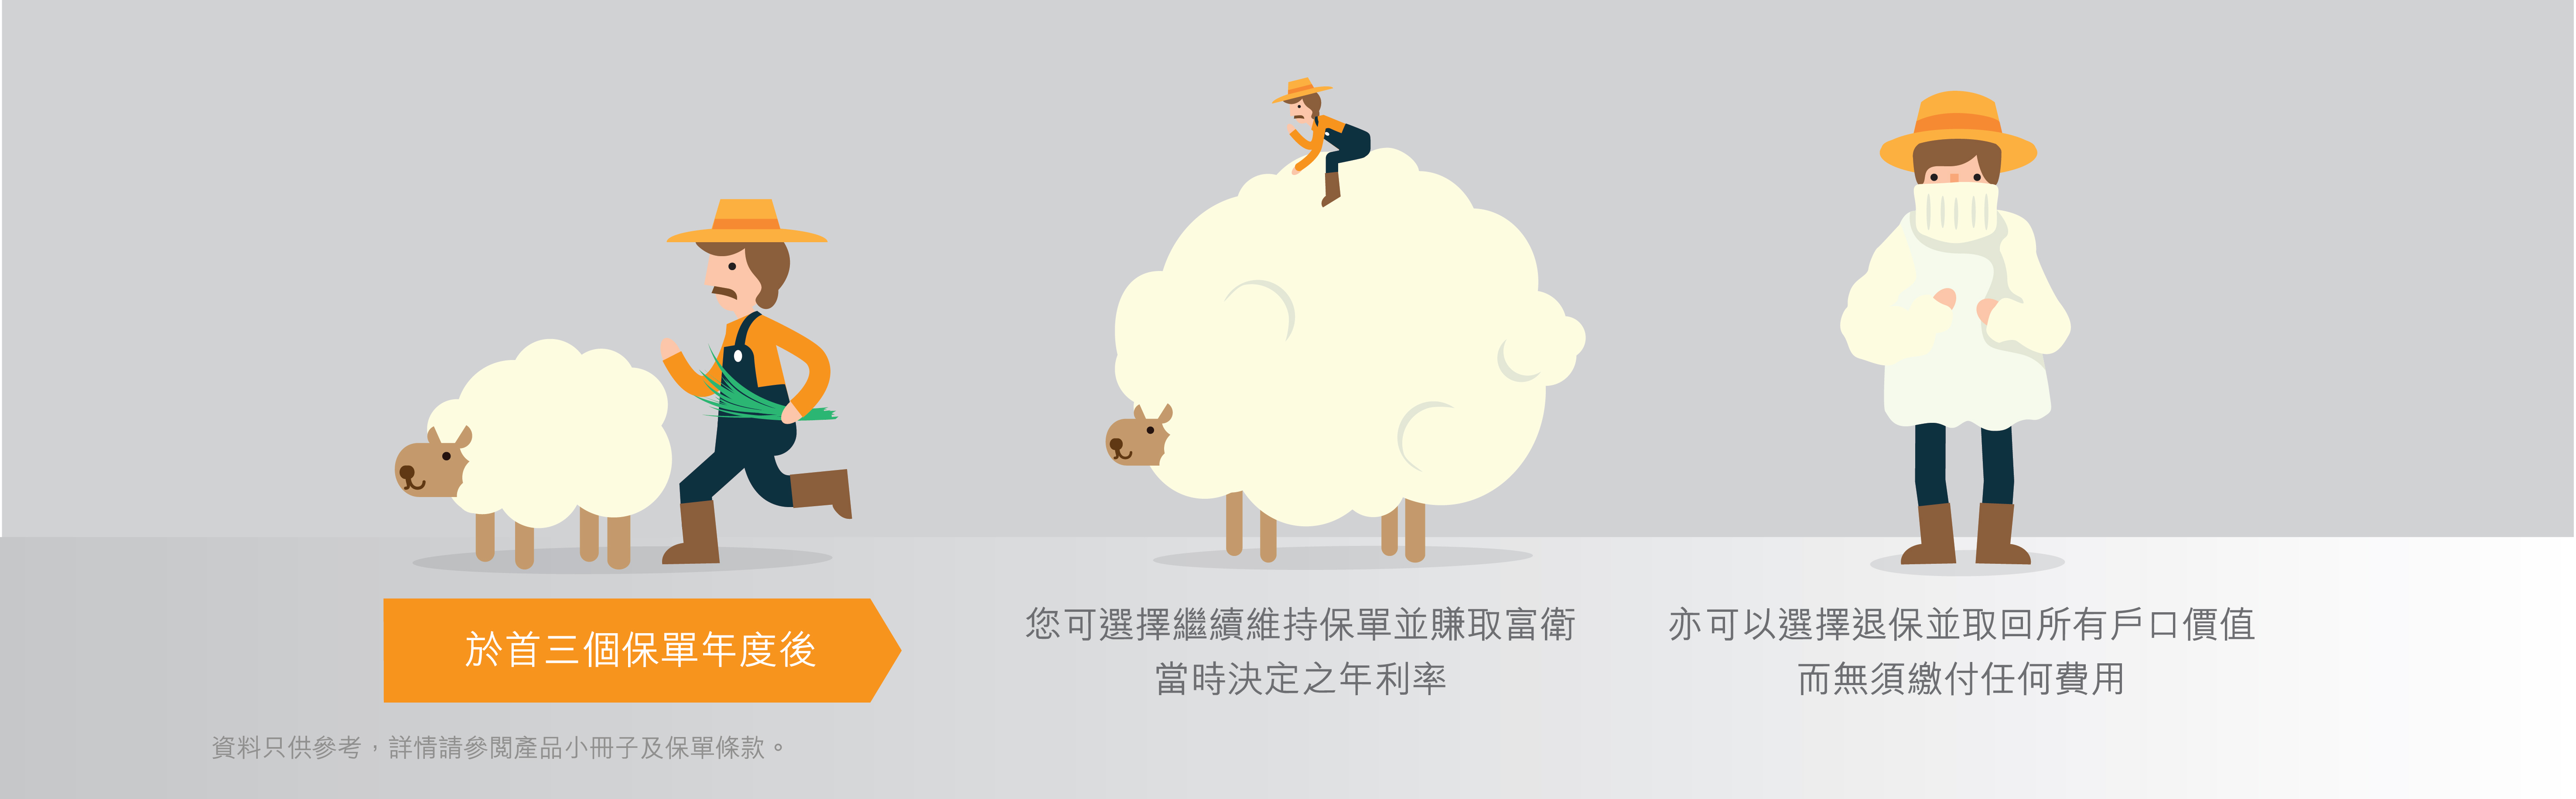 於首三個保單年度後
您可選擇繼續維持保單並賺取富衛
當時決定之年利率
亦可以選擇退保並取回所有戶口價值
而無須繳付任何費用
資料只供參考，詳情請參閱產品小冊子及保單條款。